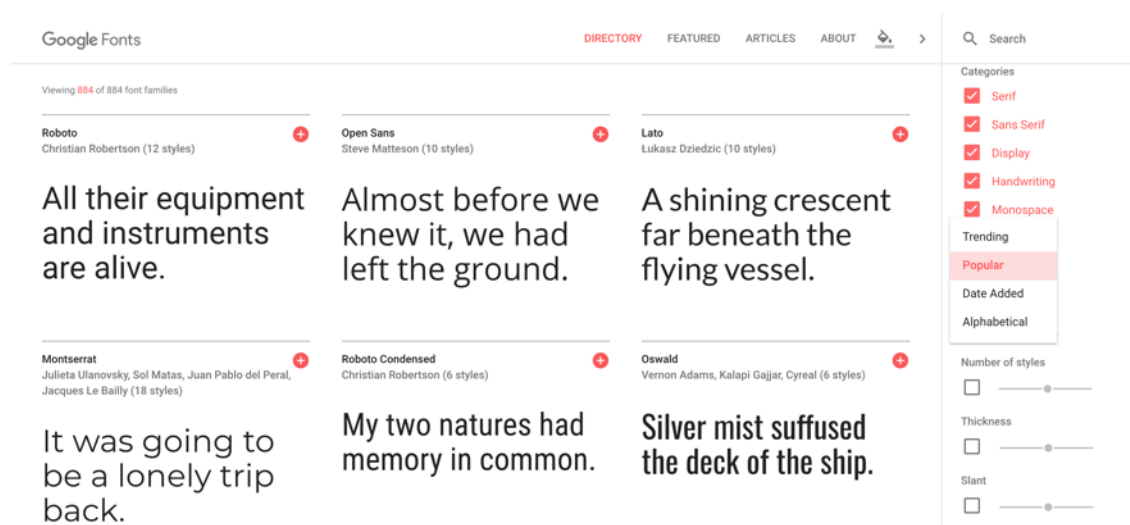 Google Fonts
DIRECTORY FEATURED ARTICLES ABOUT
Search
Viewing 884 of 884 font families
Roboto
Christian Robertson (12 styles)
All their equipment
and instruments
are alive.
Open Sans
Steve Matteson (10 styles)
Almost before we
knew it, we had
left the ground.
Lato
Łukasz Dziedzic (10 styles)
A shining crescent
far beneath the
flying vessel.
Montserrat
Julieta Ulanovsky, Sol Matas, Juan Pablo del Peral,
Jacques Le Bailly (18 styles)
It was going to
be a lonely trip
back.
Roboto Condensed
Christian Robertson (6 styles)
My two natures had
memory in common.
Oswald
Vernon Adams, Kalapi Gajjar, Cyreal (6 styles)
Silver mist suffused
the deck of the ship.
Categories
Serif
Sans Serif
Display
Handwriting
Monospace
Trending
Popular
Date Added
Alphabetical
Number of styles
Thickness
Slant